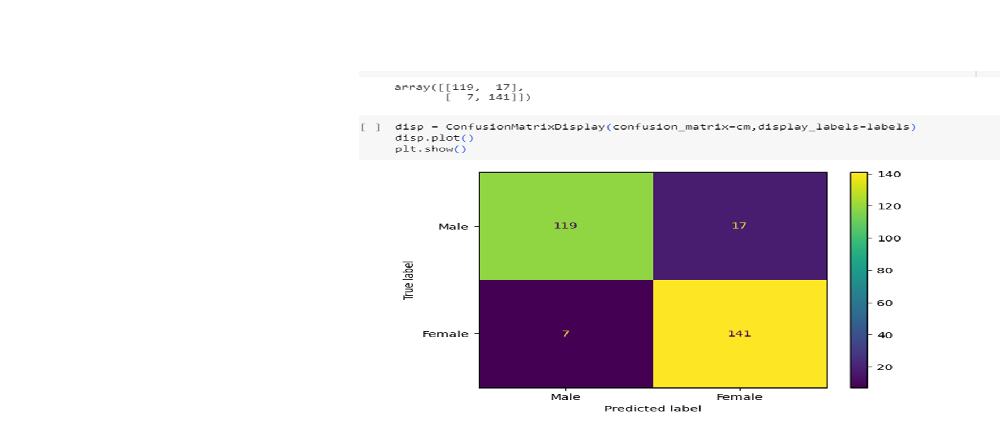 array([[119,  17],
       [  7, 141]])
[ ] disp = ConfusionMatrixDisplay(confusion_matrix=cm,display_labels=labels)
disp.plot()
plt.show()
140
120
100
80
60
40
20
Male
119
17
True label
Female
7
141
Male
Female
Predicted label